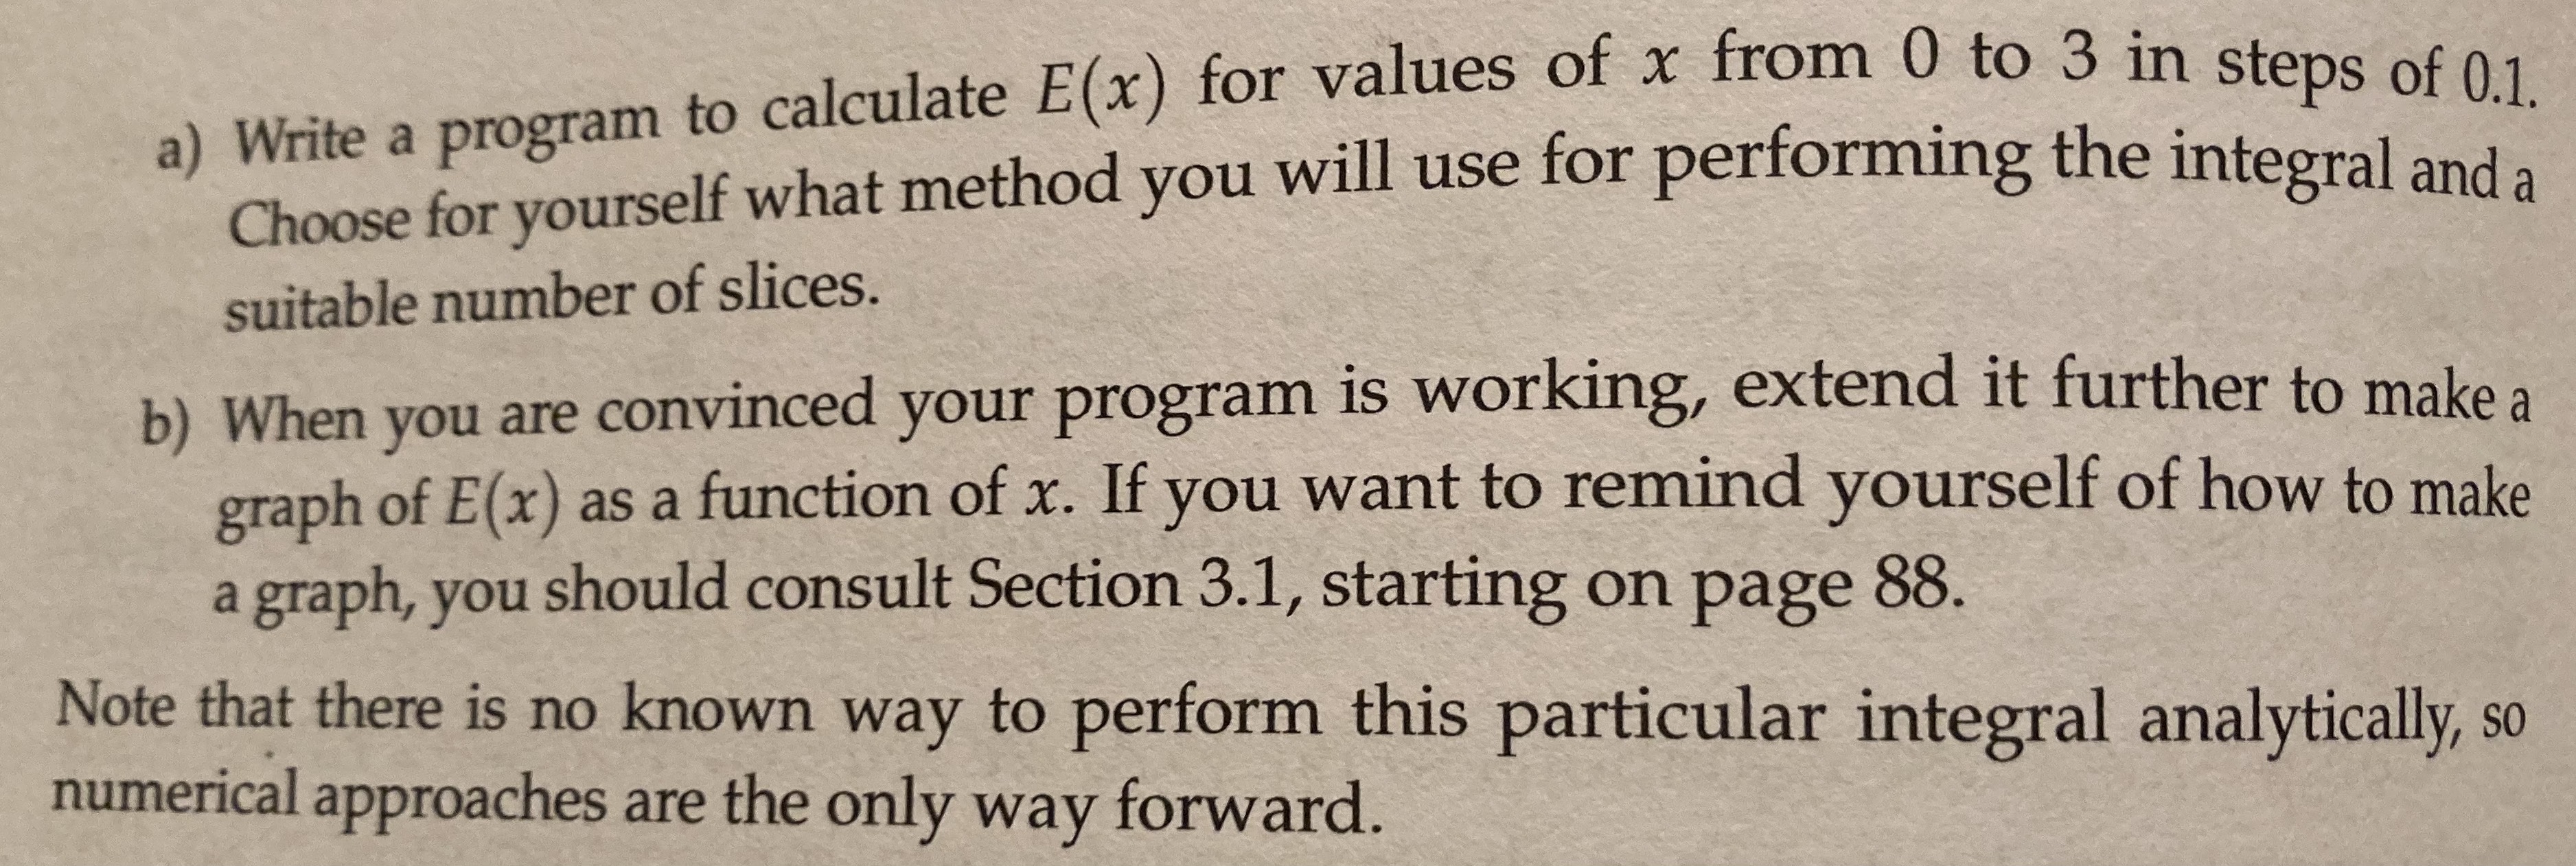 a) Write a program to calculate E(x) for values of x from 0 to 3 in steps of 0.1.
Choose for yourself what method you will use for performing the integral and a
suitable number of slices.
b) When you are convinced your program is working, extend it further to make a
graph of E(x) as a function of x. If you want to remind yourself of how to make
a graph, you should consult Section 3.1, starting on page 88.
Note that there is no known way to perform this particular integral analytically, so
numerical approaches are the only way forward.